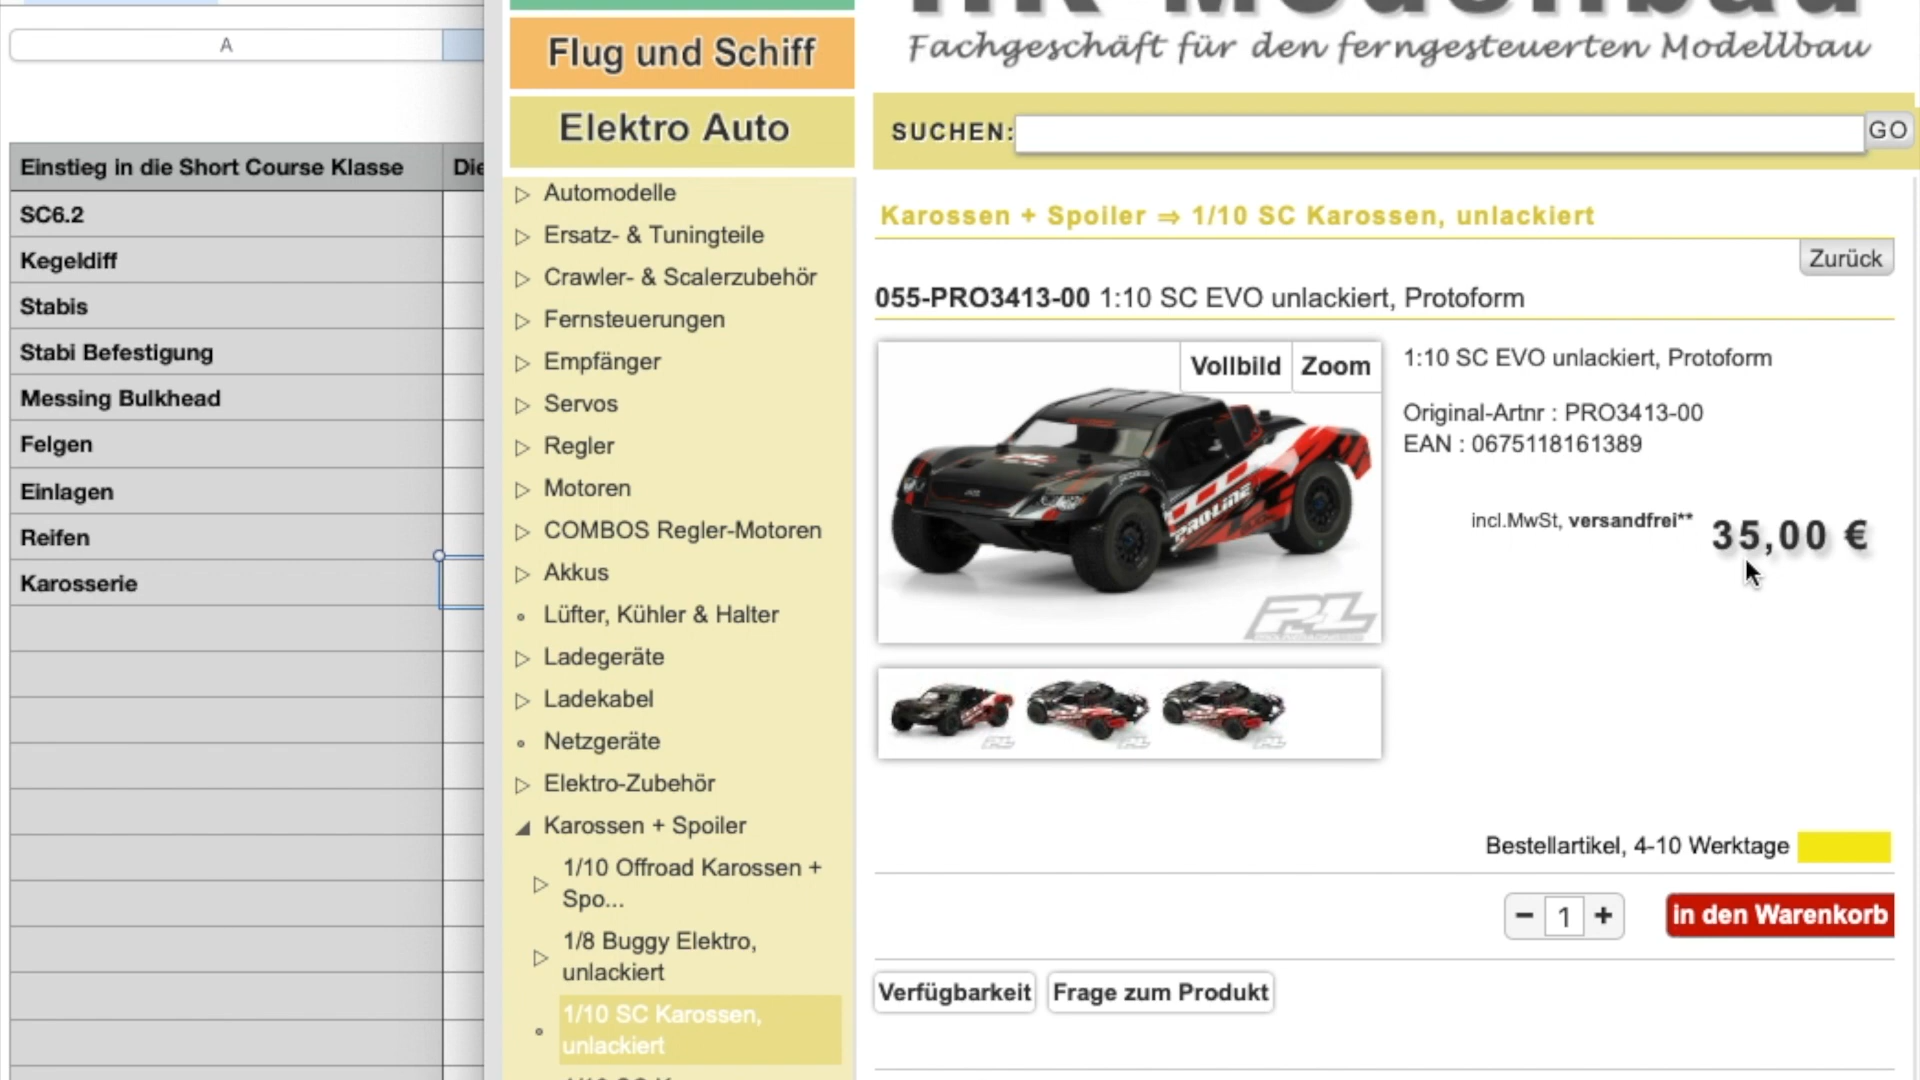 A
Einstieg in die Short Course Klasse
Die
SC6.2
Kegeldiff
Stabis
Stabi Befestigung
Messing Bulkhead
Felgen
Einlagen
Reifen
Karosserie
Flug und Schiff
Elektro Auto
Automodelle
Ersatz- & Tuningteile
Crawler- & Scalerzubehör
Fernsteuerungen
Empfänger
Servos
Regler
Motoren
COMBOS Regler-Motoren
Akkus
Lüfter, Kühler & Halter
Ladegeräte
Ladekabel
Netzgeräte
Elektro-Zubehör
Karossen + Spoiler
1/10 Offroad Karossen +
Spo...
1/8 Buggy Elektro,
unlackiert
1/10 SC Karossen,
unlackiert
Fachgeschäft für den ferngesteuerten Modellbau
SUCHEN:
GO
Karossen + Spoiler ⇒ 1/10 SC Karossen, unlackiert
Zurück
055-PRO3413-00 1:10 SC EVO unlackiert, Protoform
Vollbild
Zoom
PRO-LINE
1:10 SC EVO unlackiert, Protoform
Original-Artnr : PRO3413-00
EAN : 0675118161389
incl.MwSt, versandfrei** 35,00 €
Bestellartikel, 4-10 Werktage
− 1 +
in den Warenkorb
Verfügbarkeit
Frage zum Produkt